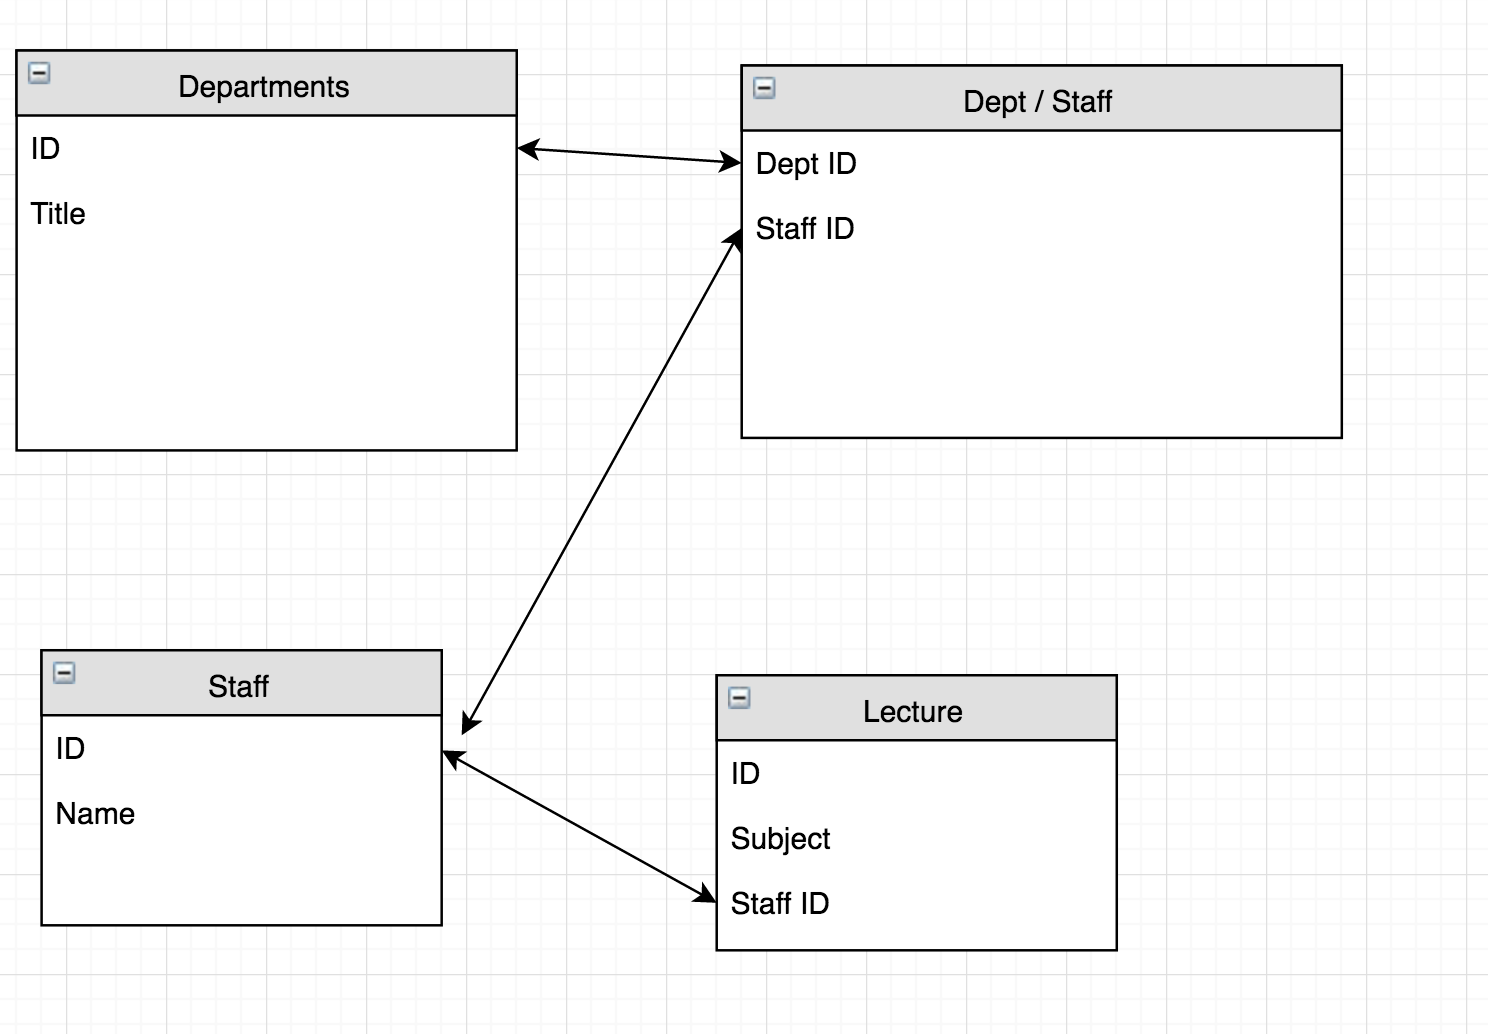 Departments
ID
Title
Dept / Staff
Dept ID
Staff ID
Staff
ID
Name
Lecture
ID
Subject
Staff ID